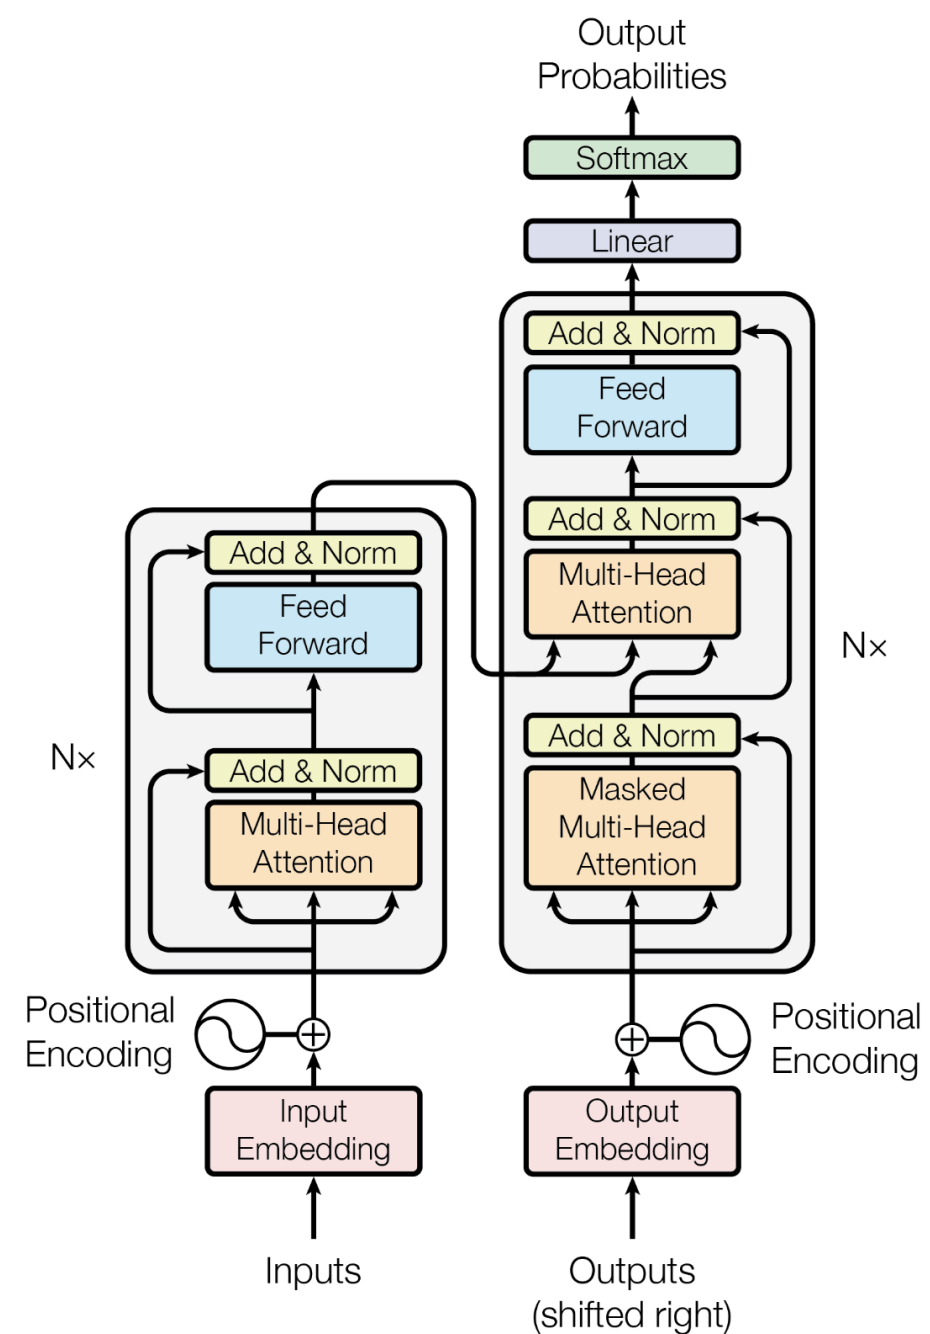 Output
Probabilities
Softmax
Linear
Add & Norm
Feed
Forward
Add & Norm
Multi-Head
Attention
Add & Norm
Masked
Multi-Head
Attention
N×
Add & Norm
Feed
Forward
Add & Norm
Multi-Head
Attention
N×
Positional
Encoding
Positional
Encoding
Input
Embedding
Output
Embedding
Inputs
Outputs
(shifted right)